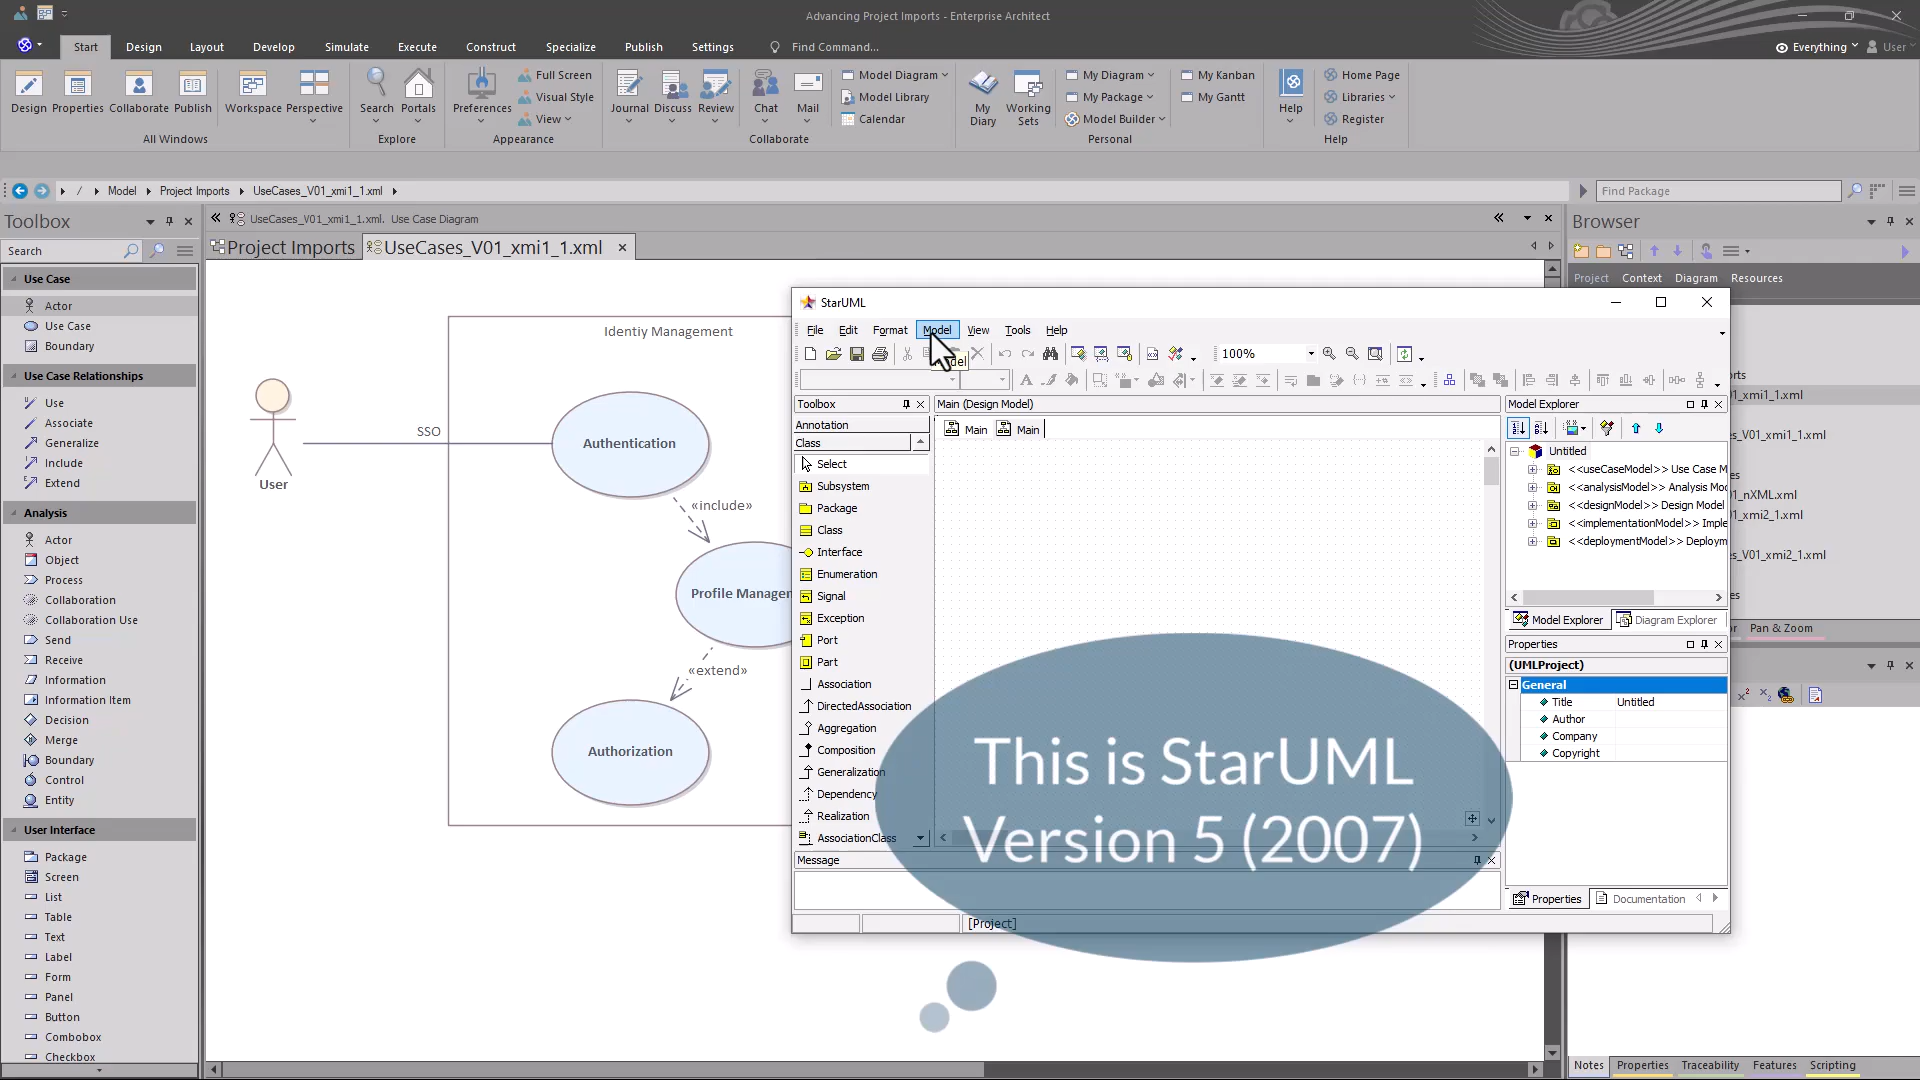 Advancing Project Imports - Enterprise Architect
Start Design Layout Develop Simulate Execute Construct Specialize Publish Settings Find Command... Everything User
Design Properties Collaborate Publish
All Windows
Workspace Perspective
Search Portals
Explore
Preferences
Full Screen
Visual Style
View
Appearance
Journal Discuss Review Chat Mail
Model Diagram
Model Library
Calendar
Collaborate
My Diary
Working Sets
My Diagram
My Package
Model Builder
My Kanban
My Gantt
Personal
Help
Home Page
Libraries
Register
Help
/ Model Project Imports UseCases_V01_xmi1_1.xml
Find Package
Toolbox
Search
Use Case
Actor
Use Case
Boundary
Use Case Relationships
Use
Associate
Generalize
Include
Extend
Analysis
Actor
Object
Process
Collaboration
Collaboration Use
Send
Receive
Information
Information Item
Decision
Merge
Boundary
Control
Entity
User Interface
Package
Screen
List
Table
Text
Label
Form
Panel
Button
Combobox
Checkbox
UseCases_V01_xmi1_1.xml. Use Case Diagram
Project Imports UseCases_V01_xmi1_1.xml
Identiy Management
User
SSO
Authentication
«include»
Profile Manager
«extend»
Authorization
StarUML
File Edit Format Model View Tools Help
100%
Toolbox
Annotation
Class
Select
Subsystem
Package
Class
Interface
Enumeration
Signal
Exception
Port
Part
Association
DirectedAssociation
Aggregation
Composition
Generalization
Dependency
Realization
AssociationClass
Main (Design Model)
Main Main
Message
[Project]
Model Explorer
Untitled
<<useCaseModel>> Use Case M
<<analysisModel>> Analysis Mod
<<designModel>> Design Model
<<implementationModel>> Imple
<<deploymentModel>> Deploym
Model Explorer Diagram Explorer
Properties
(UMLProject)
General
Title Untitled
Author
Company
Copyright
Properties Documentation
This is StarUML
Version 5 (2007)
Browser
Project Context Diagram Resources
orts
_xmi1_1.xml
s_V01_xmi1_1.xml
es
1_nXML.xml
1_xmi2_1.xml
es_V01_xmi2_1.xml
es
or Pan & Zoom
Notes Properties Traceability Features Scripting